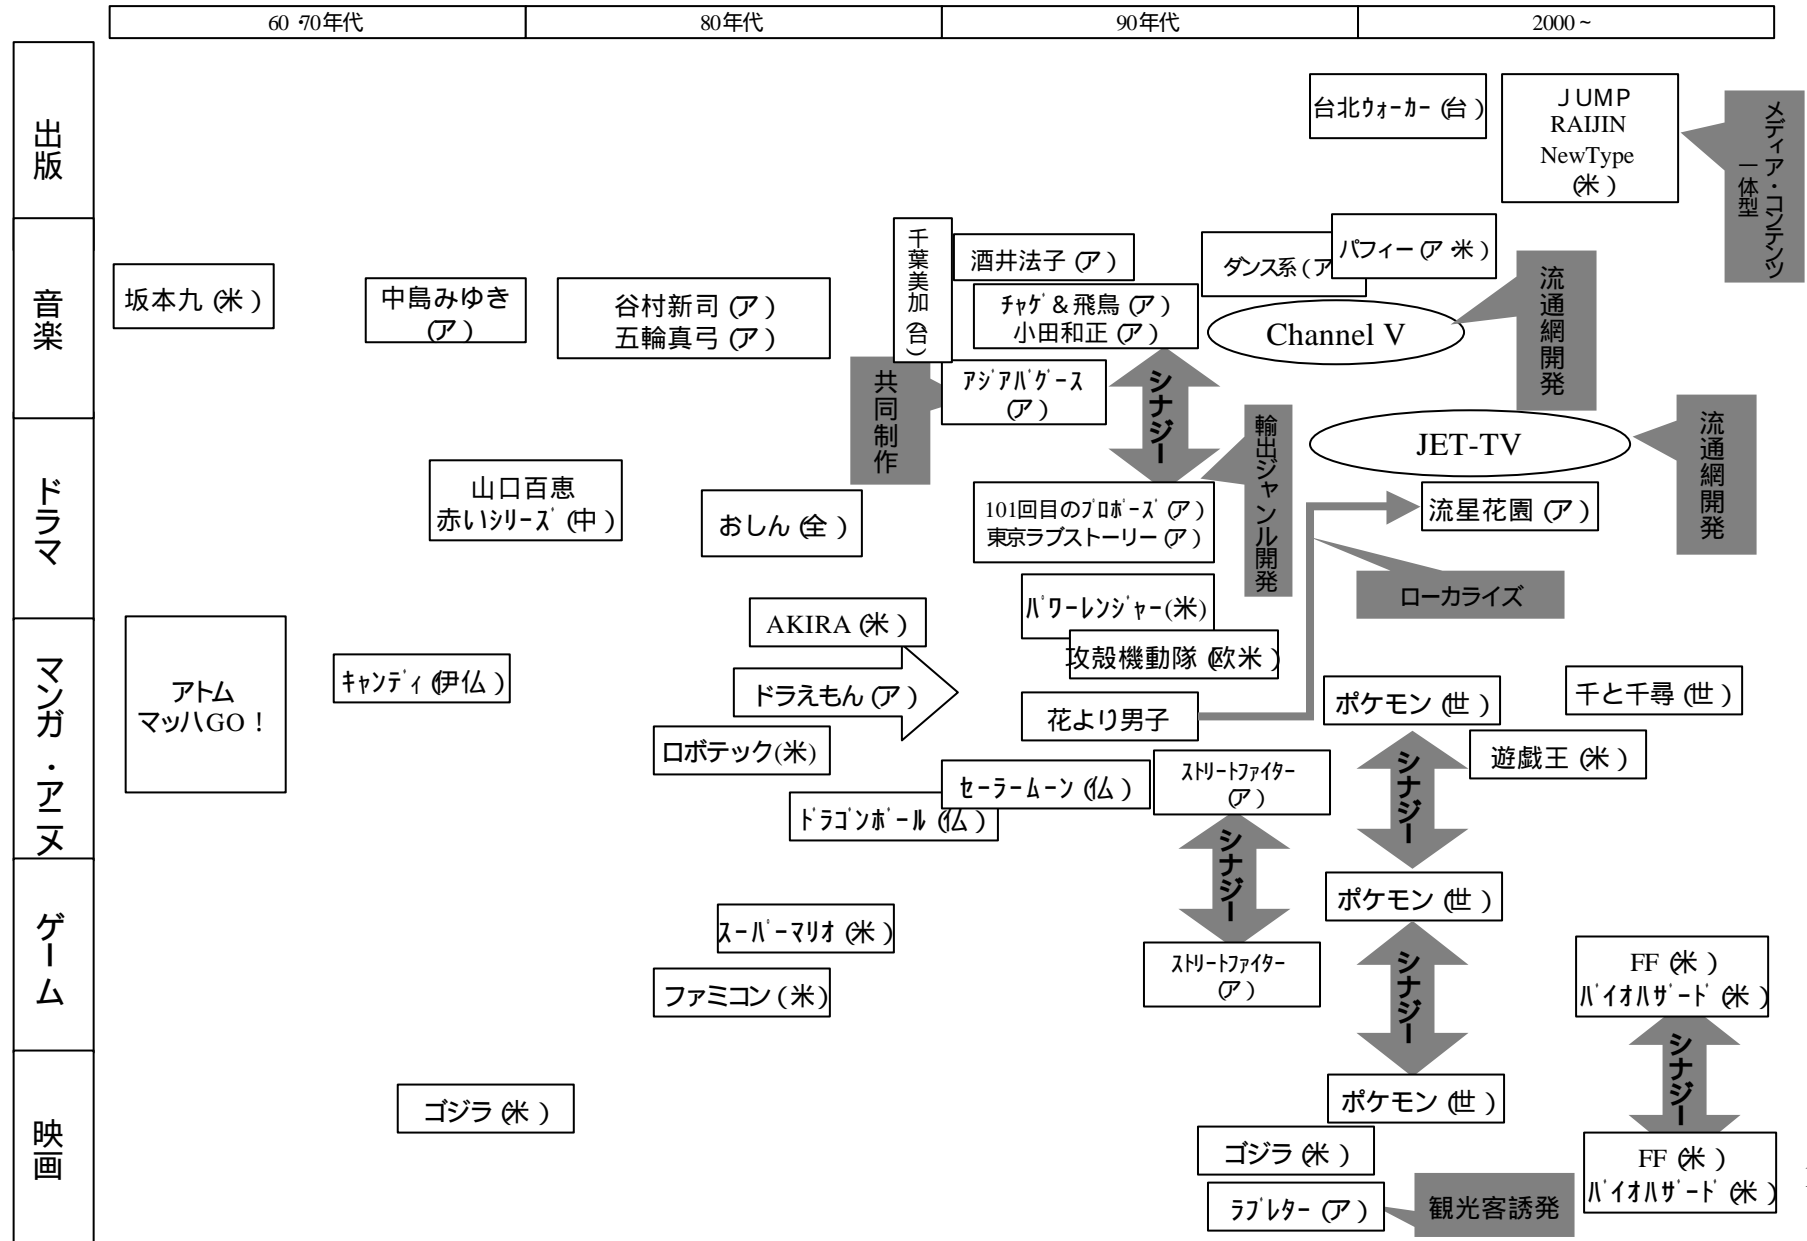 60・70年代
80年代
90年代
2000~
出版
台北ウォーカー(台)
JUMP
RAIJIN
NewType
(米)
メディア・コンテンツ
一体型
音楽
坂本九(米)
中島みゆき
(ア)
谷村新司(ア)
五輪真弓(ア)
千葉美加(台)
酒井法子(ア)
チャゲ&飛鳥(ア)
小田和正(ア)
ダンス系(ア
パフィー(ア・米)
Channel V
流通網開発
共同制作
アジアバグース
(ア)
シナジー
輸出ジャンル開発
JET-TV
流通網開発
ドラマ
山口百恵
赤いシリーズ(中)
おしん(全)
101回目のプロポーズ(ア)
東京ラブストーリー(ア)
流星花園(ア)
ローカライズ
パワーレンジャー(米)
マンガ・アニメ
アトム
マッハGO!
キャンディ(伊仏)
AKIRA(米)
ドラえもん(ア)
ロボテック(米)
ドラゴンボール(仏)
攻殻機動隊(欧米)
花より男子
セーラームーン(仏)
ストリートファイター
(ア)
ポケモン(世)
千と千尋(世)
遊戯王(米)
シナジー
シナジー
ゲーム
スーパーマリオ(米)
ファミコン(米)
ストリートファイター
(ア)
ポケモン(世)
シナジー
FF(米)
バイオハザード(米)
シナジー
映画
ゴジラ(米)
ポケモン(世)
ゴジラ(米)
ラブレター(ア)
観光客誘発
FF(米)
バイオハザード(米)